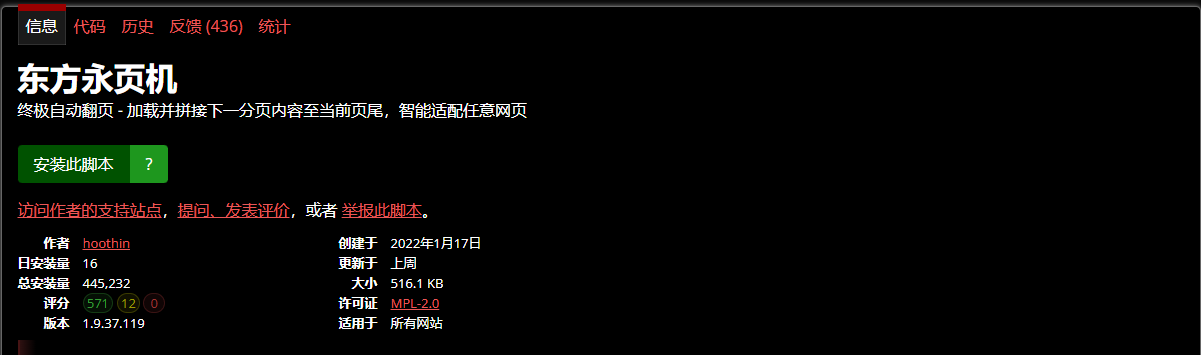 信息 代码 历史 反馈 (436) 统计
东方永页机
终极自动翻页 - 加载并拼接下一分页内容至当前页尾，智能适配任意网页
安装此脚本 ?
访问作者的支持站点，提问、发表评价，或者 举报此脚本。
作者 hoothin 创建于 2022年1月17日
日安装量 16 更新于 上周
总安装量 445,232 大小 516.1 KB
评分 571 12 0 许可证 MPL-2.0
版本 1.9.37.119 适用于 所有网站